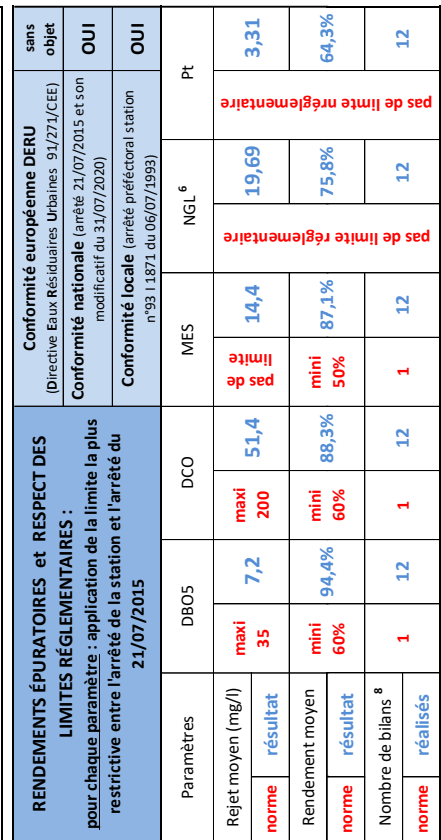 RENDEMENTS ÉPURATOIRES et RESPECT DES
LIMITES RÉGLEMENTAIRES :
pour chaque paramètre : application de la limite la plus
restrictive entre l'arrêté de la station et l'arrêté du
21/07/2015
Conformité européenne DERU
(Directive Eaux Résiduaires Urbaines 91/271/CEE)
sans
objet
Conformité nationale (arrêté 21/07/2015 et son
modificatif du 31/07/2020)
OUI
Conformité locale (arrêté préféctoral station
n°93 I 1871 du 06/07/1993)
OUI
Paramètres
DBO5
DCO
MES
NGL 6
Pt
Rejet moyen (mg/l)
norme
résultat
maxi
35
7,2
maxi
200
51,4
pas de
limite
14,4
pas de limite réglementaire
19,69
pas de limite rréglementaire
3,31
Rendement moyen
norme
résultat
mini
60%
94,4%
mini
60%
88,3%
mini
50%
87,1%
75,8%
64,3%
Nombre de bilans 8
norme
réalisés
1
12
1
12
1
12
12
12